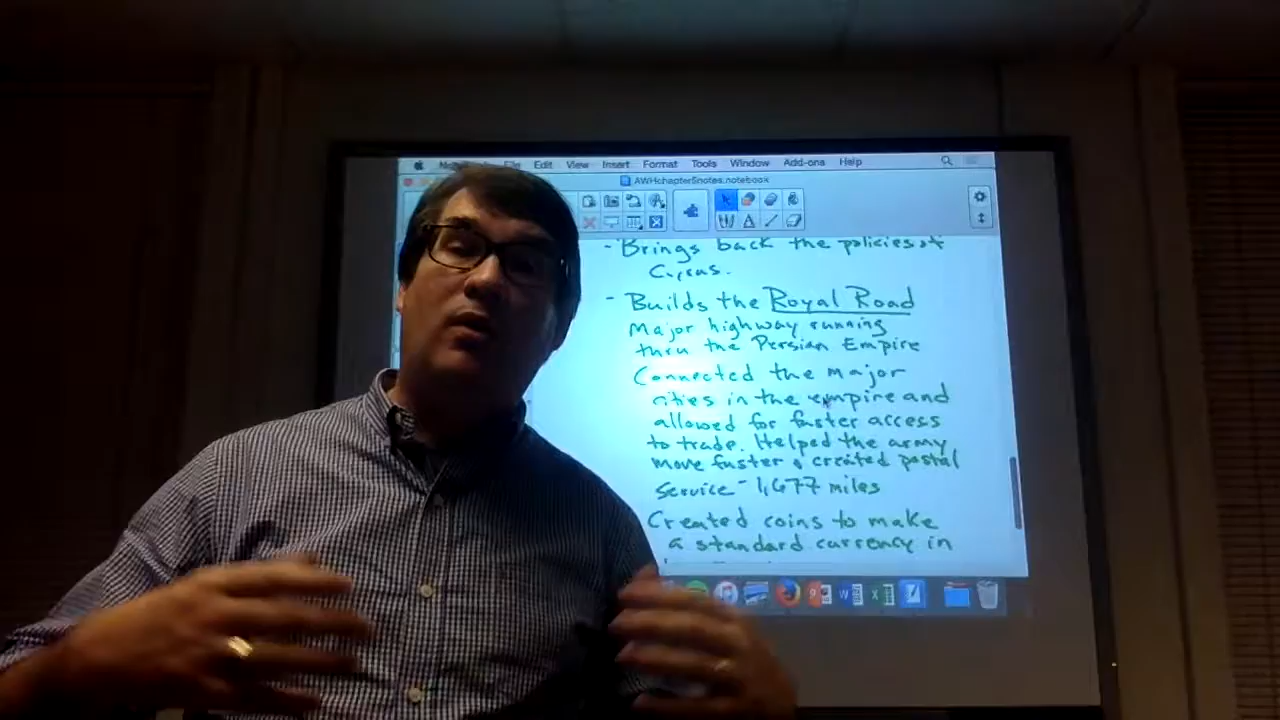 File Edit View Insert Format Tools Window Add-ons Help
AWHchapter5notes.notebook
- Brings back the policies of
Cyrus.
- Builds the Royal Road
Major highway running
thru the Persian Empire
Connected the major
cities in the empire and
allowed for faster access
to trade. Helped the army
move faster & created postal
service - 1,677 miles
Created coins to make
a standard currency in